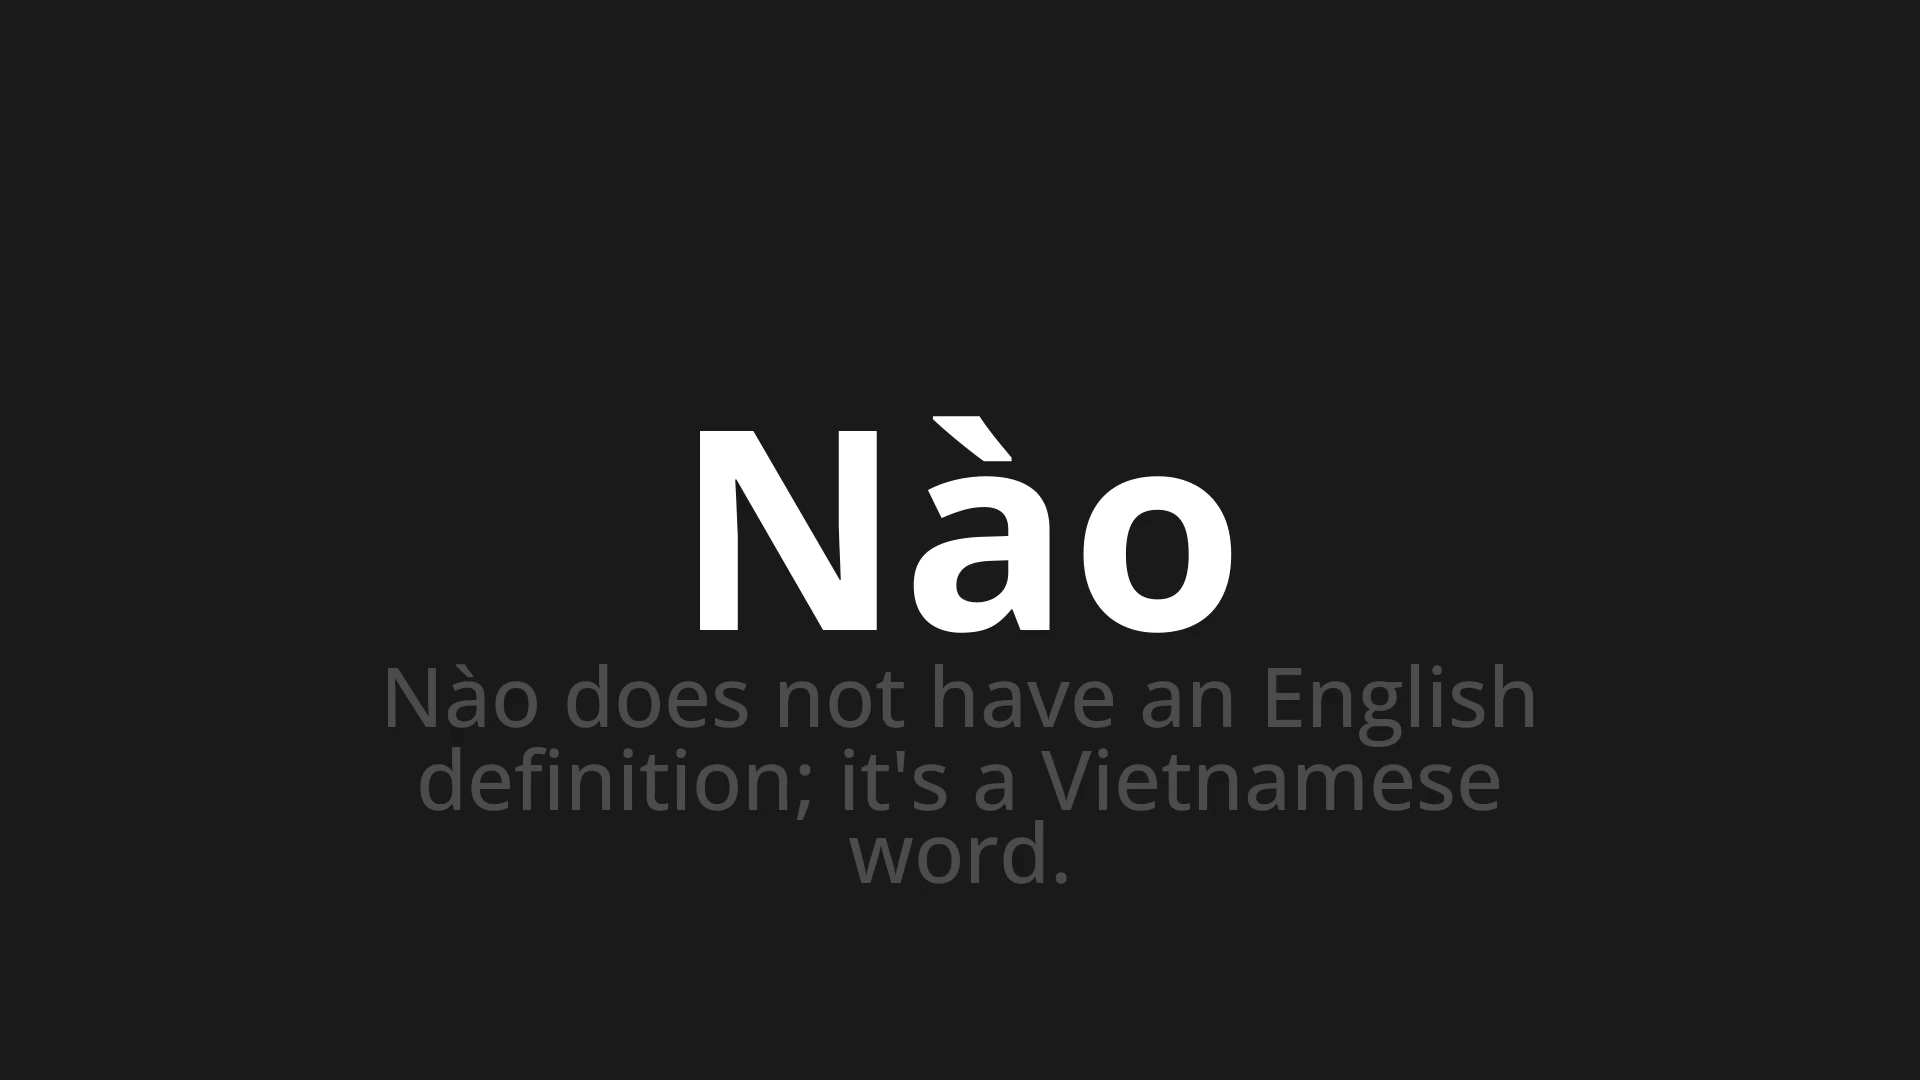 Nào
Nào does not have an English
definition; it's a Vietnamese
word.